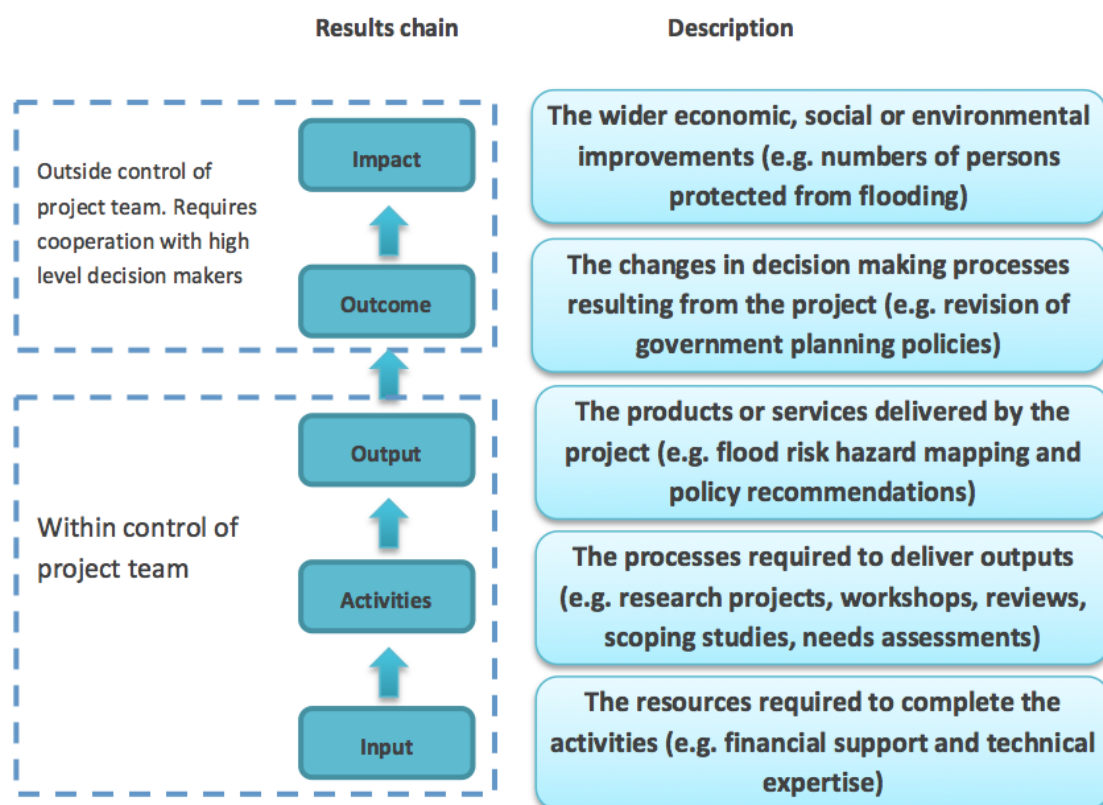 Results chain
Description
Outside control of
project team. Requires
cooperation with high
level decision makers
Impact
The wider economic, social or environmental
improvements (e.g. numbers of persons
protected from flooding)
Outcome
The changes in decision making processes
resulting from the project (e.g. revision of
government planning policies)
Within control of
project team
Output
The products or services delivered by the
project (e.g. flood risk hazard mapping and
policy recommendations)
Activities
The processes required to deliver outputs
(e.g. research projects, workshops, reviews,
scoping studies, needs assessments)
Input
The resources required to complete the
activities (e.g. financial support and technical
expertise)